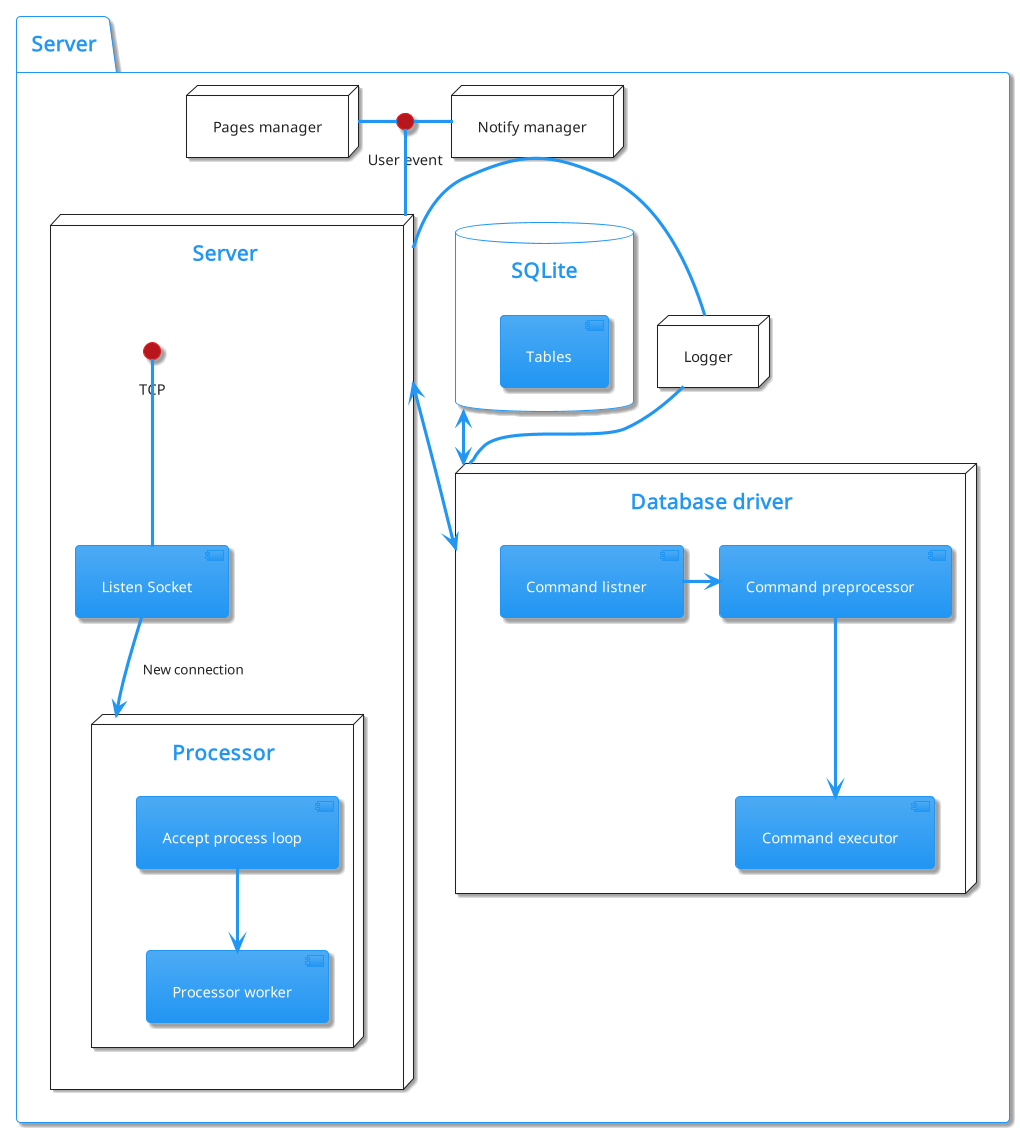 Server
Pages manager
Notify manager
User event
Server
SQLite
Tables
Logger
TCP
Database driver
Listen Socket
Command listner
Command preprocessor
New connection
Processor
Accept process loop
Command executor
Processor worker